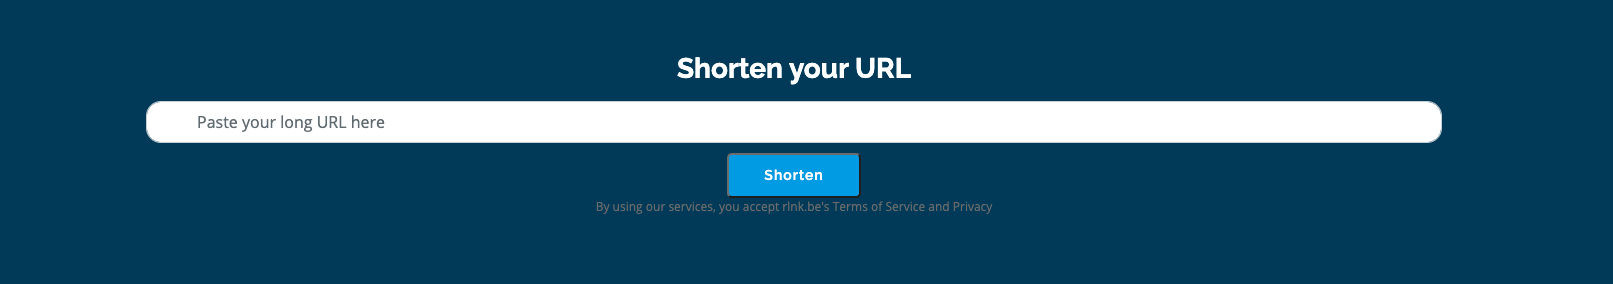 Shorten your URL
Paste your long URL here
Shorten
By using our services, you accept rlnk.be's Terms of Service and Privacy